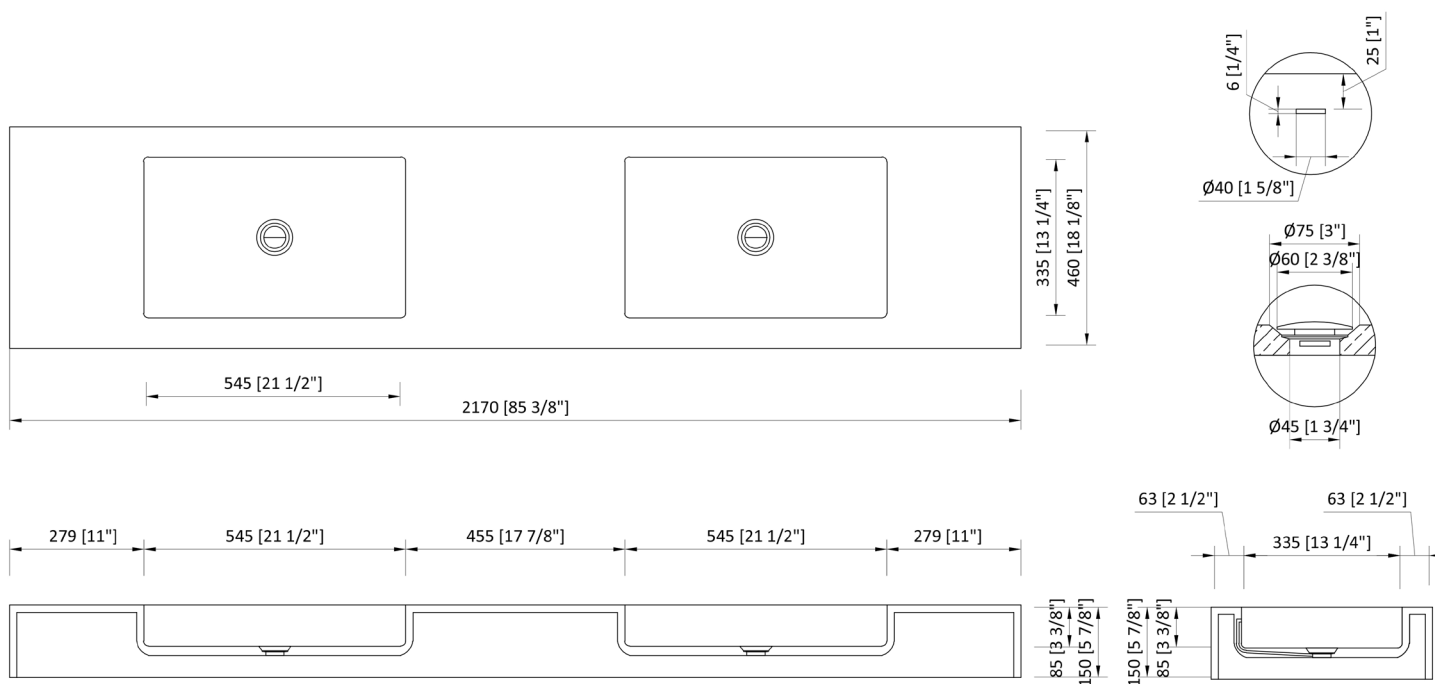 6 [1/4"]
25 [1"]
Ø40 [1 5/8"]
335 [13 1/4"]
460 [18 1/8"]
Ø75 [3"]
Ø60 [2 3/8"]
Ø45 [1 3/4"]
545 [21 1/2"]
2170 [85 3/8"]
279 [11"]
545 [21 1/2"]
455 [17 7/8"]
545 [21 1/2"]
279 [11"]
63 [2 1/2"]
63 [2 1/2"]
335 [13 1/4"]
85 [3 3/8"]
150 [5 7/8"]
150 [5 7/8"]
85 [3 3/8"]